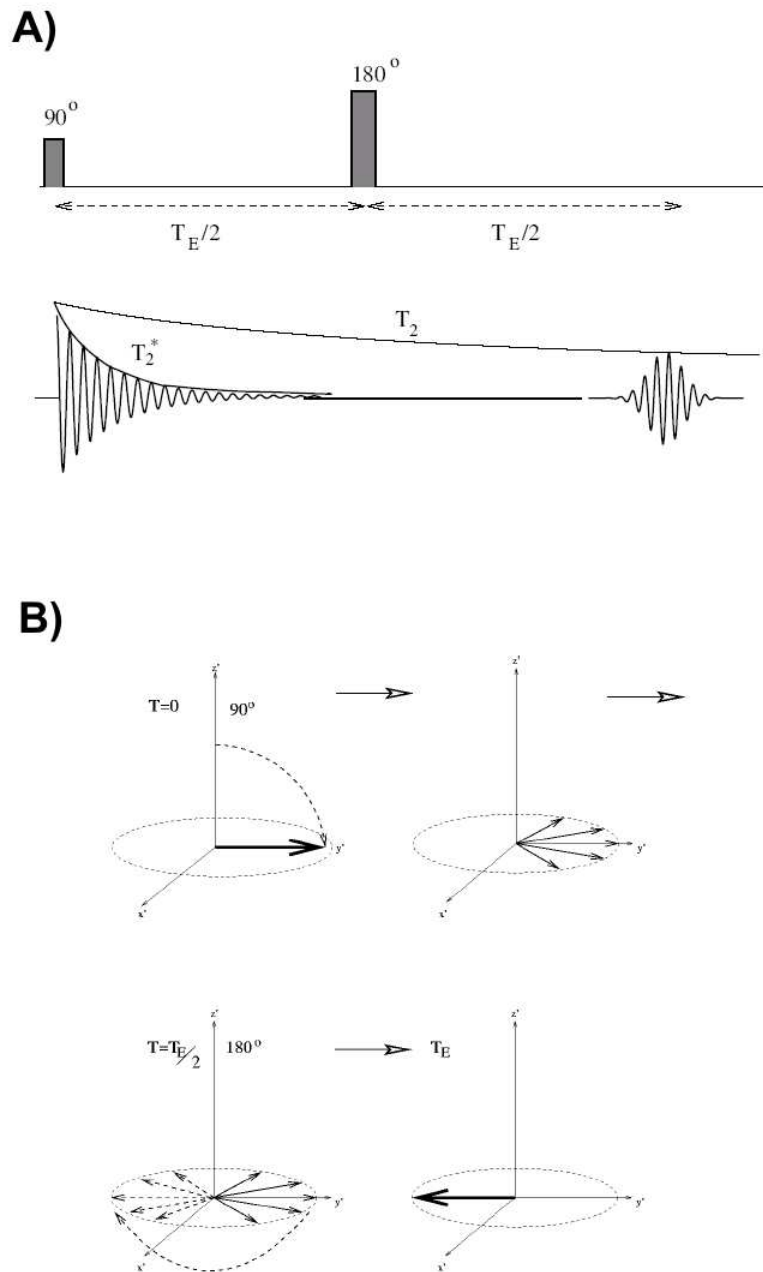 A)
90° 180°
T_E/2 T_E/2
T_2
T_2^*
B)
z' z'
T=0 90°
y' y'
x' x'
z' z'
T=T_E/2 180° T_E
y' y'
x' x'